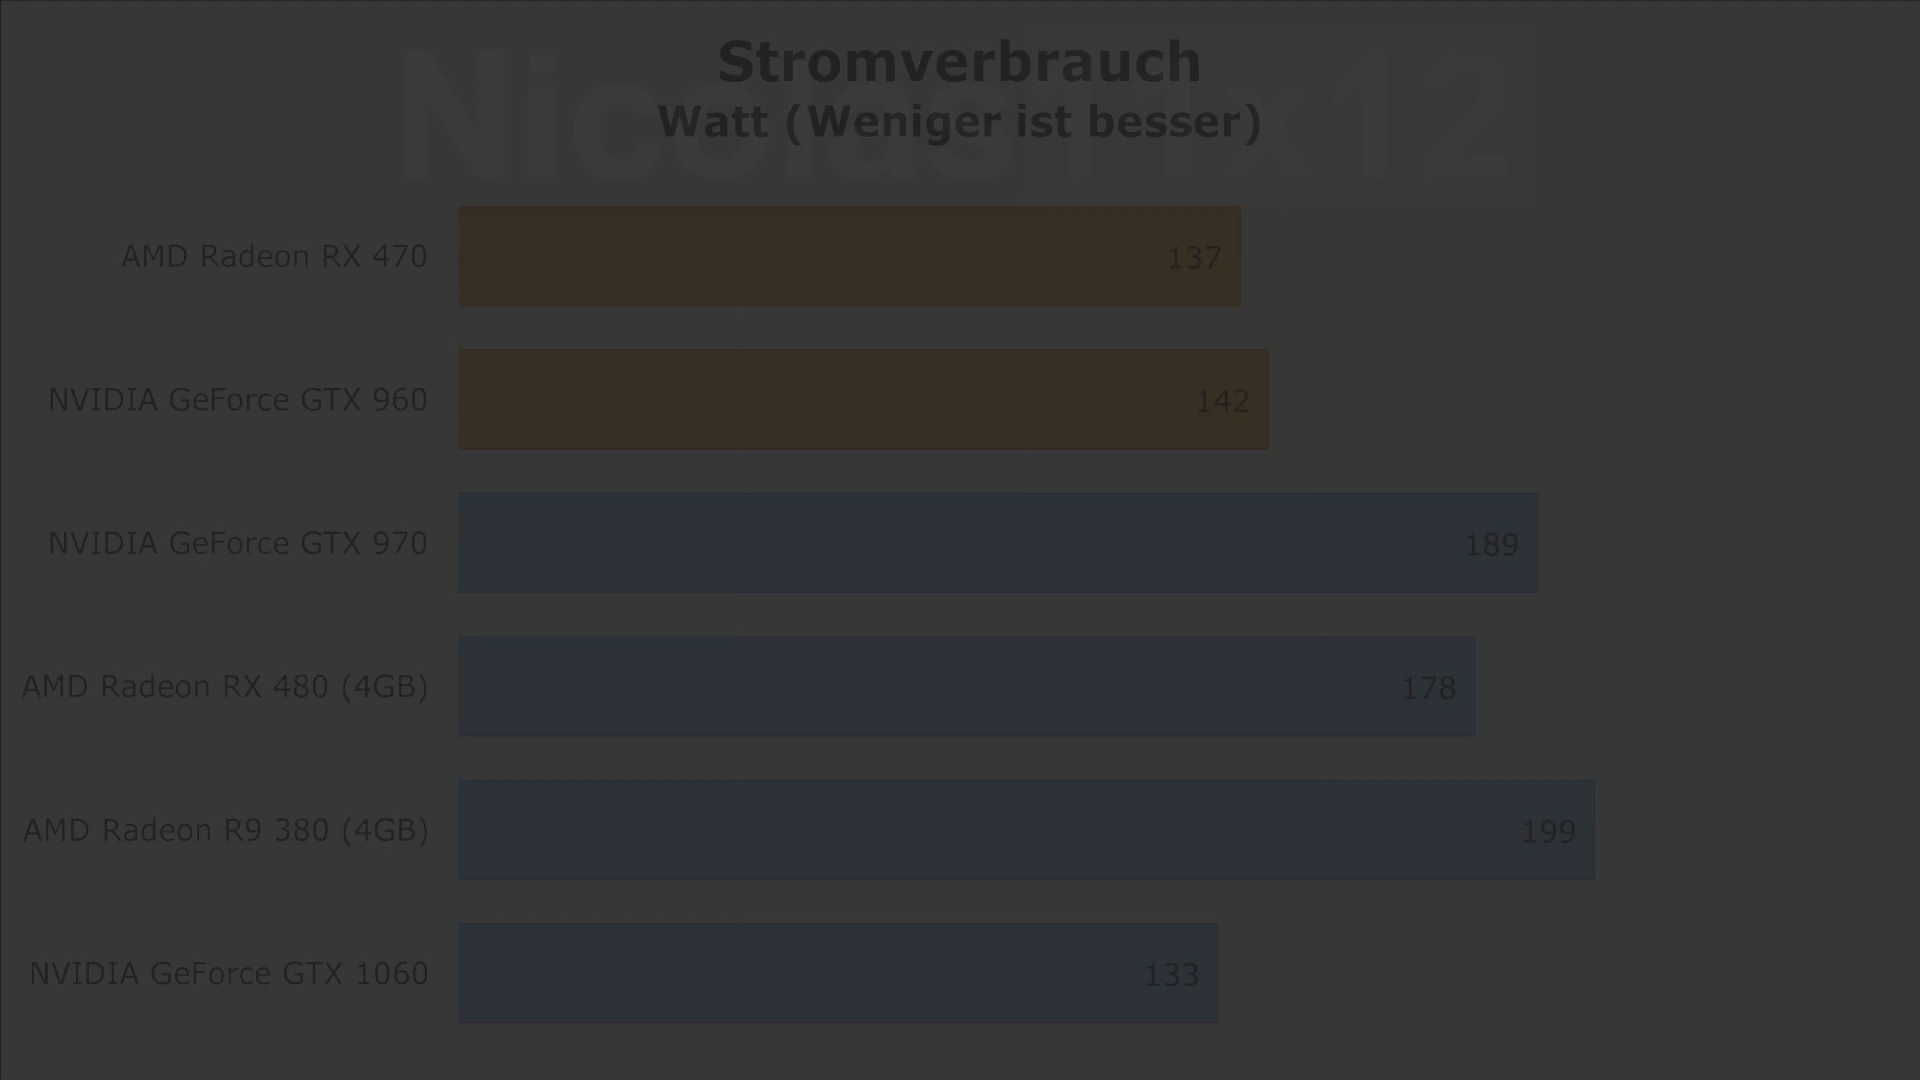 Nicolas11x12
Stromverbrauch
Watt (Weniger ist besser)
AMD Radeon RX 470 137
NVIDIA GeForce GTX 960 142
NVIDIA GeForce GTX 970 189
AMD Radeon RX 480 (4GB) 178
AMD Radeon R9 380 (4GB) 199
NVIDIA GeForce GTX 1060 133